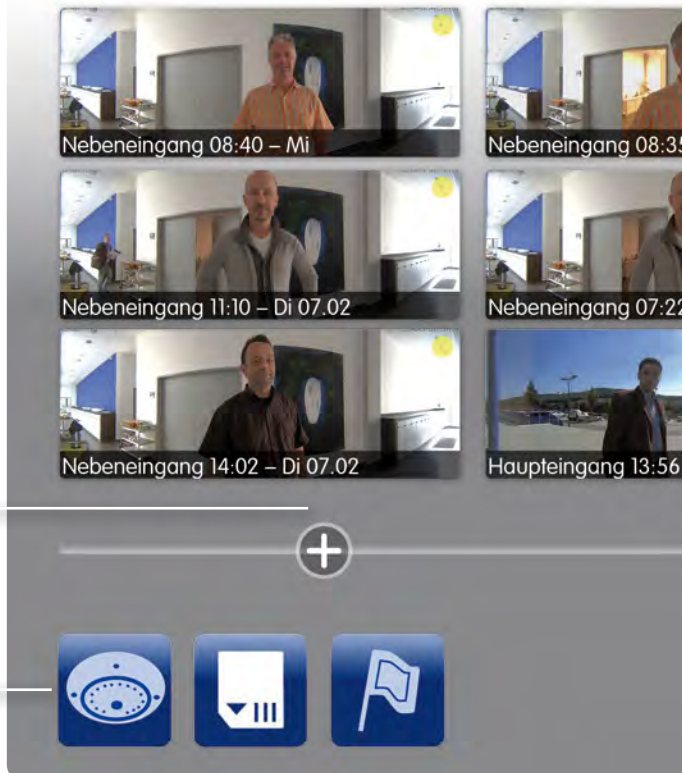 Nebeneingang 08:40 – Mi
Nebeneingang 08:35
Nebeneingang 11:10 – Di 07.02
Nebeneingang 07:22
Nebeneingang 14:02 – Di 07.02
Haupteingang 13:56